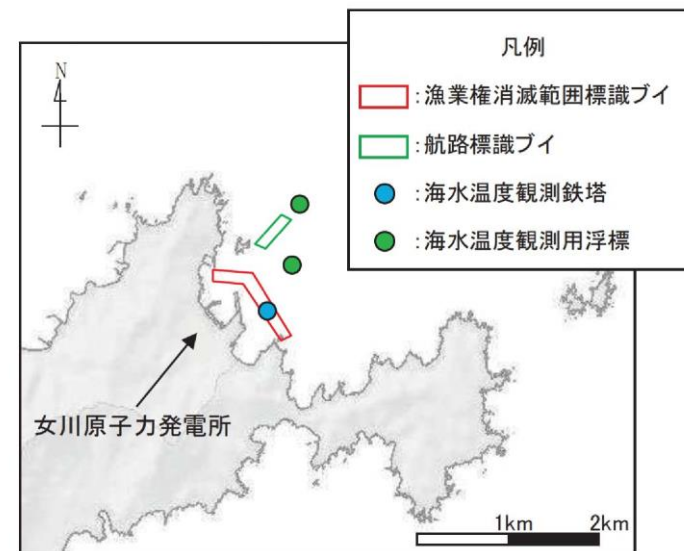 凡例
N
:漁業権消滅範囲標識ブイ
:航路標識ブイ
:海水温度観測鉄塔
:海水温度観測用浮標
女川原子力発電所
1km
2km